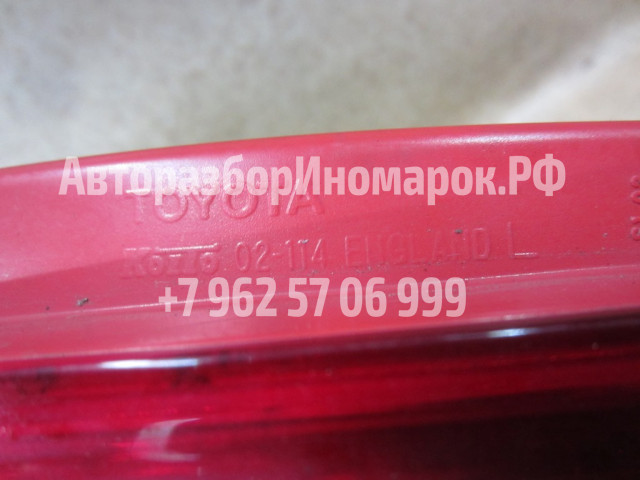 АвторазборИномарок.РФ
TOYOTA
Koito 02-114 ENGLAND L
+7 962 57 06 999